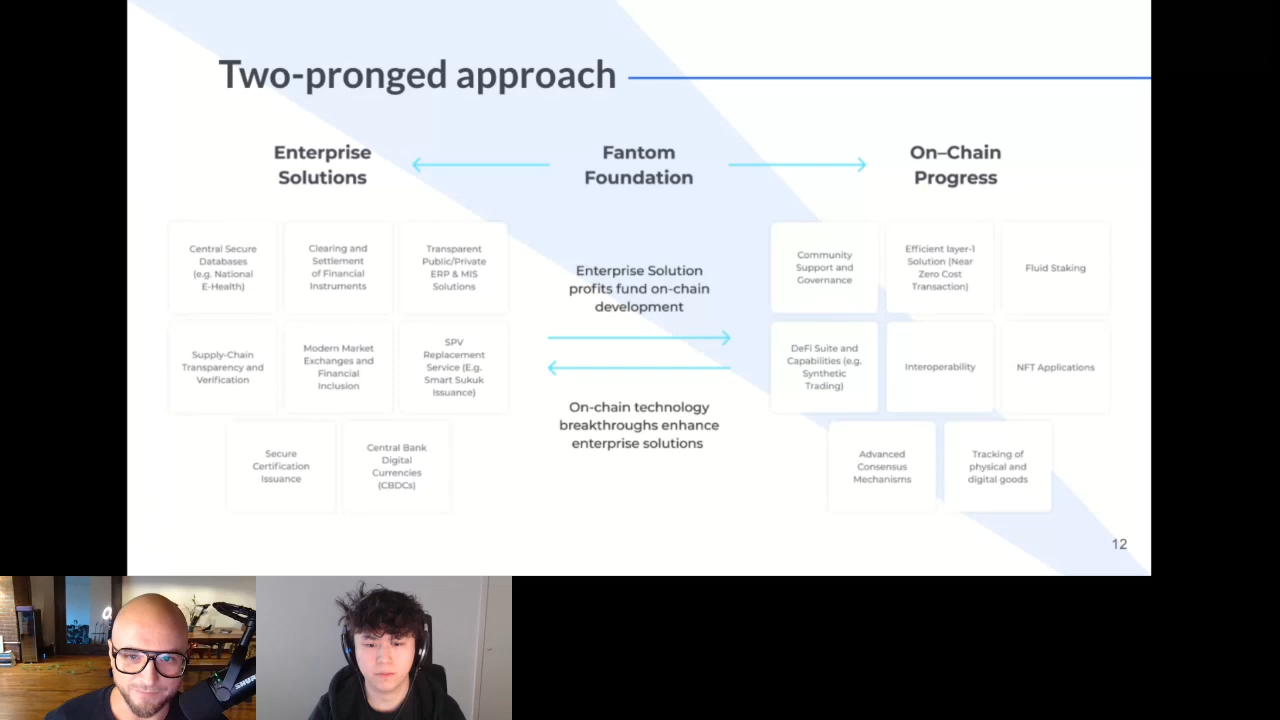 Two-pronged approach
Enterprise
Solutions
Fantom
Foundation
On–Chain
Progress
Central Secure
Databases
(e.g. National
E-Health)
Clearing and
Settlement
of Financial
Instruments
Transparent
Public/Private
ERP & MIS
Solutions
Supply-Chain
Transparency and
Verification
Modern Market
Exchanges and
Financial
Inclusion
SPV
Replacement
Service (E.g.
Smart Sukuk
Issuance)
Secure
Certification
Issuance
Central Bank
Digital
Currencies
(CBDCs)
Enterprise Solution
profits fund on-chain
development
On-chain technology
breakthroughs enhance
enterprise solutions
Community
Support and
Governance
Efficient layer-1
Solution (Near
Zero Cost
Transaction)
Fluid Staking
DeFi Suite and
Capabilities (e.g.
Synthetic
Trading)
Interoperability
NFT Applications
Advanced
Consensus
Mechanisms
Tracking of
physical and
digital goods
12
SHURE